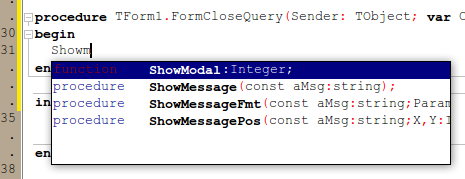 procedure TForm1.FormCloseQuery(Sender: TObject; var C
30 begin
31 Showm
function ShowModal:Integer;
procedure ShowMessage(const aMsg:string);
procedure ShowMessageFmt(const aMsg:string;Param
procedure ShowMessagePos(const aMsg:string;X,Y:I
en
in
35
en
38